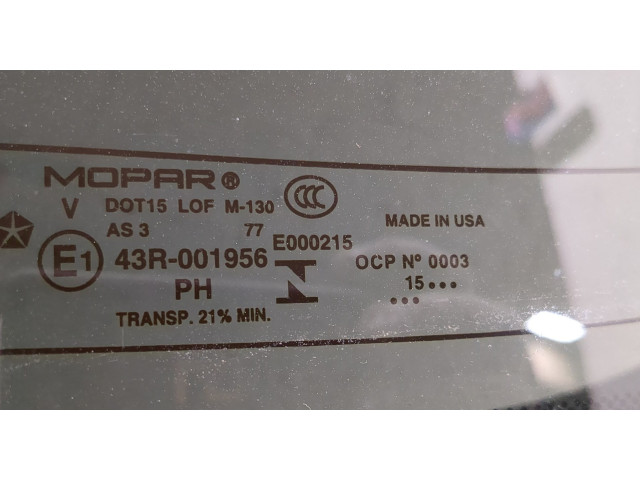 MOPAR®
CCC
V DOT15 LOF M-130
AS 3 77
MADE IN USA
E1 43R-001956 E000215
OCP Nº 0003
PH
15•••
•••
TRANSP. 21% MIN.